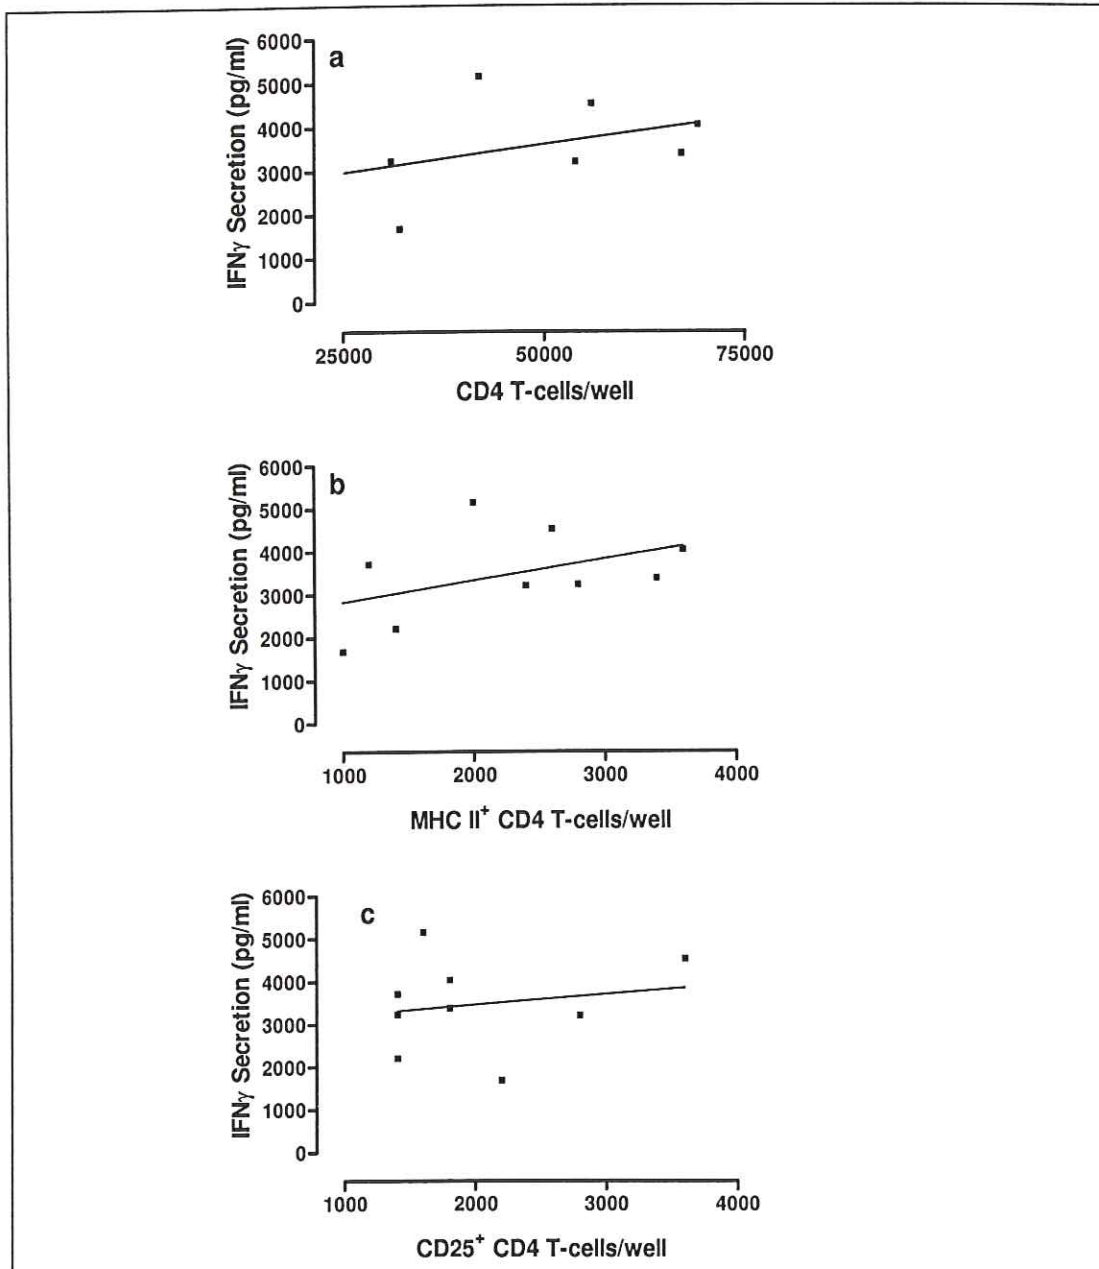 a
IFNγ Secretion (pg/ml)
6000
5000
4000
3000
2000
1000
0
25000 50000 75000
CD4 T-cells/well
b
IFNγ Secretion (pg/ml)
6000
5000
4000
3000
2000
1000
0
1000 2000 3000 4000
MHC II⁺ CD4 T-cells/well
c
IFNγ Secretion (pg/ml)
6000
5000
4000
3000
2000
1000
0
1000 2000 3000 4000
CD25⁺ CD4 T-cells/well